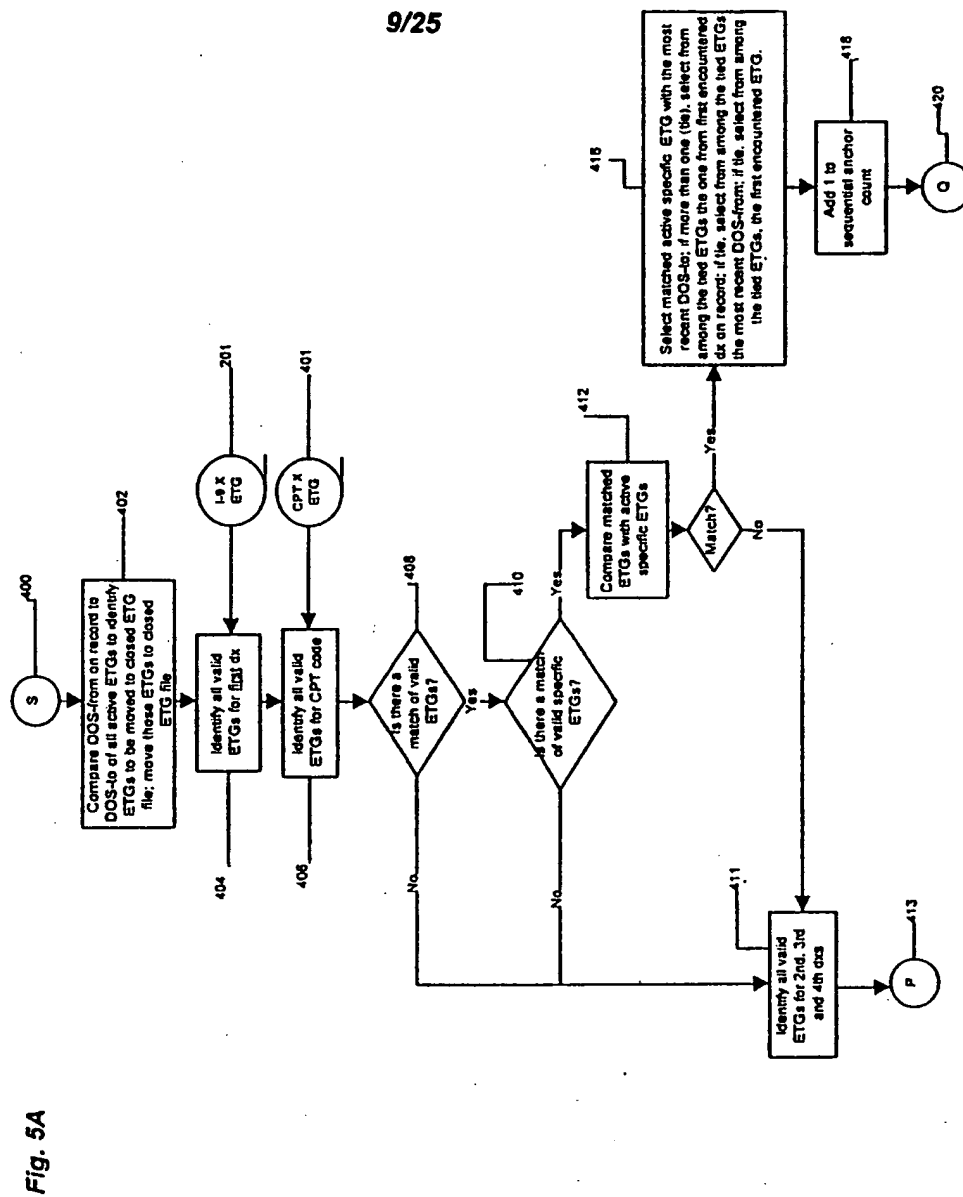 9/25
Fig. 5A
S
400
Compare DOS-from on record to
DOS-to of all active ETGs to identify
ETGs to be moved to closed ETG
file; move those ETGs to closed
ETG file
402
I-9 X
ETG
201
Identify all valid
ETGs for first dx
404
CPT X
ETG
401
Identify all valid
ETGs for CPT code
406
Is there a
match of valid
ETGs?
408
No
Yes
Is there a match
of valid specific
ETGs?
410
No
Yes
Compare matched
ETGs with active
specific ETGs
412
Match?
Yes
No
Select matched active specific ETG with the most
recent DOS-to; if more than one (tie), select from
among the tied ETGs the one from first encountered
dx on record; if tie, select from among the tied ETGs
the most recent DOS-from; if tie, select from among
the tied ETGs, the first encountered ETG.
415
Add 1 to
sequential anchor
count
418
Q
420
Identify all valid
ETGs for 2nd, 3rd
and 4th dxs
411
P
413